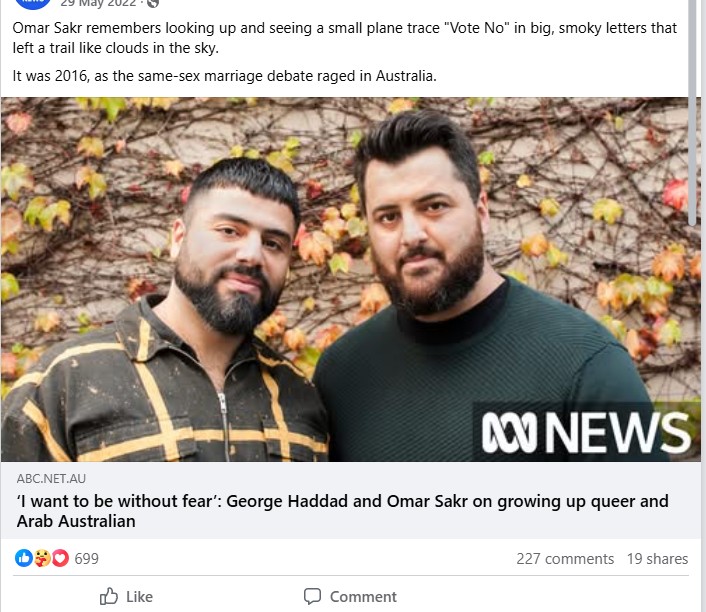 29 May 2022 ·
Omar Sakr remembers looking up and seeing a small plane trace "Vote No" in big, smoky letters that
left a trail like clouds in the sky.
It was 2016, as the same-sex marriage debate raged in Australia.
NEWS
ABC.NET.AU
‘I want to be without fear’: George Haddad and Omar Sakr on growing up queer and
Arab Australian
699
227 comments 19 shares
Like
Comment